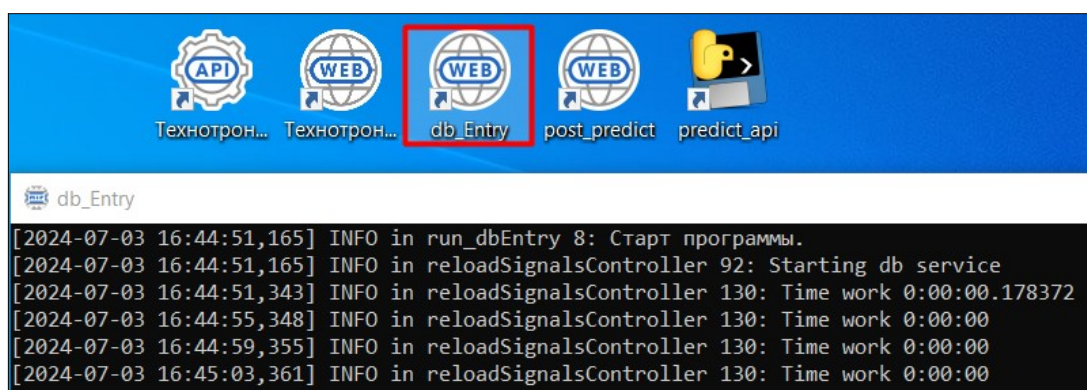 API
WEB
WEB
WEB
Технотрон...
Технотрон...
db_Entry
post_predict
predict_api
db_Entry
[2024-07-03 16:44:51,165] INFO in run_dbEntry 8: Старт программы.
[2024-07-03 16:44:51,165] INFO in reloadSignalsController 92: Starting db service
[2024-07-03 16:44:51,343] INFO in reloadSignalsController 130: Time work 0:00:00.178372
[2024-07-03 16:44:55,348] INFO in reloadSignalsController 130: Time work 0:00:00
[2024-07-03 16:44:59,355] INFO in reloadSignalsController 130: Time work 0:00:00
[2024-07-03 16:45:03,361] INFO in reloadSignalsController 130: Time work 0:00:00